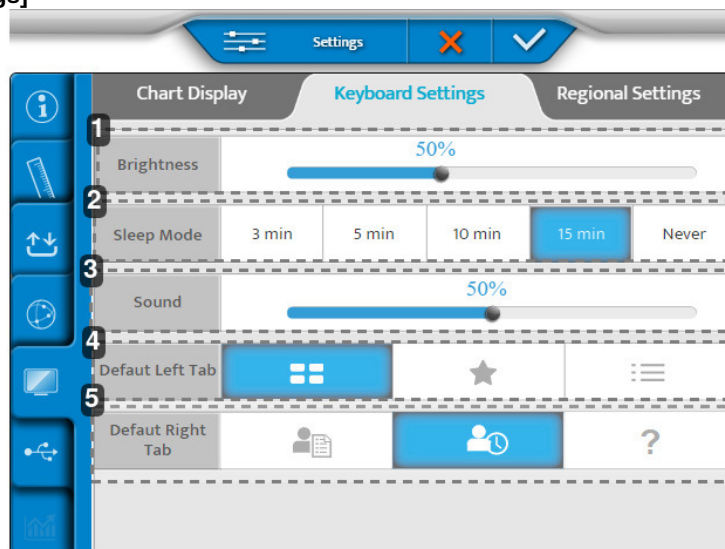 gs]
Settings
Chart Display
Keyboard Settings
Regional Settings
1
Brightness
50%
2
Sleep Mode
3 min
5 min
10 min
15 min
Never
3
Sound
50%
4
Defaut Left Tab
5
Defaut Right
Tab
?